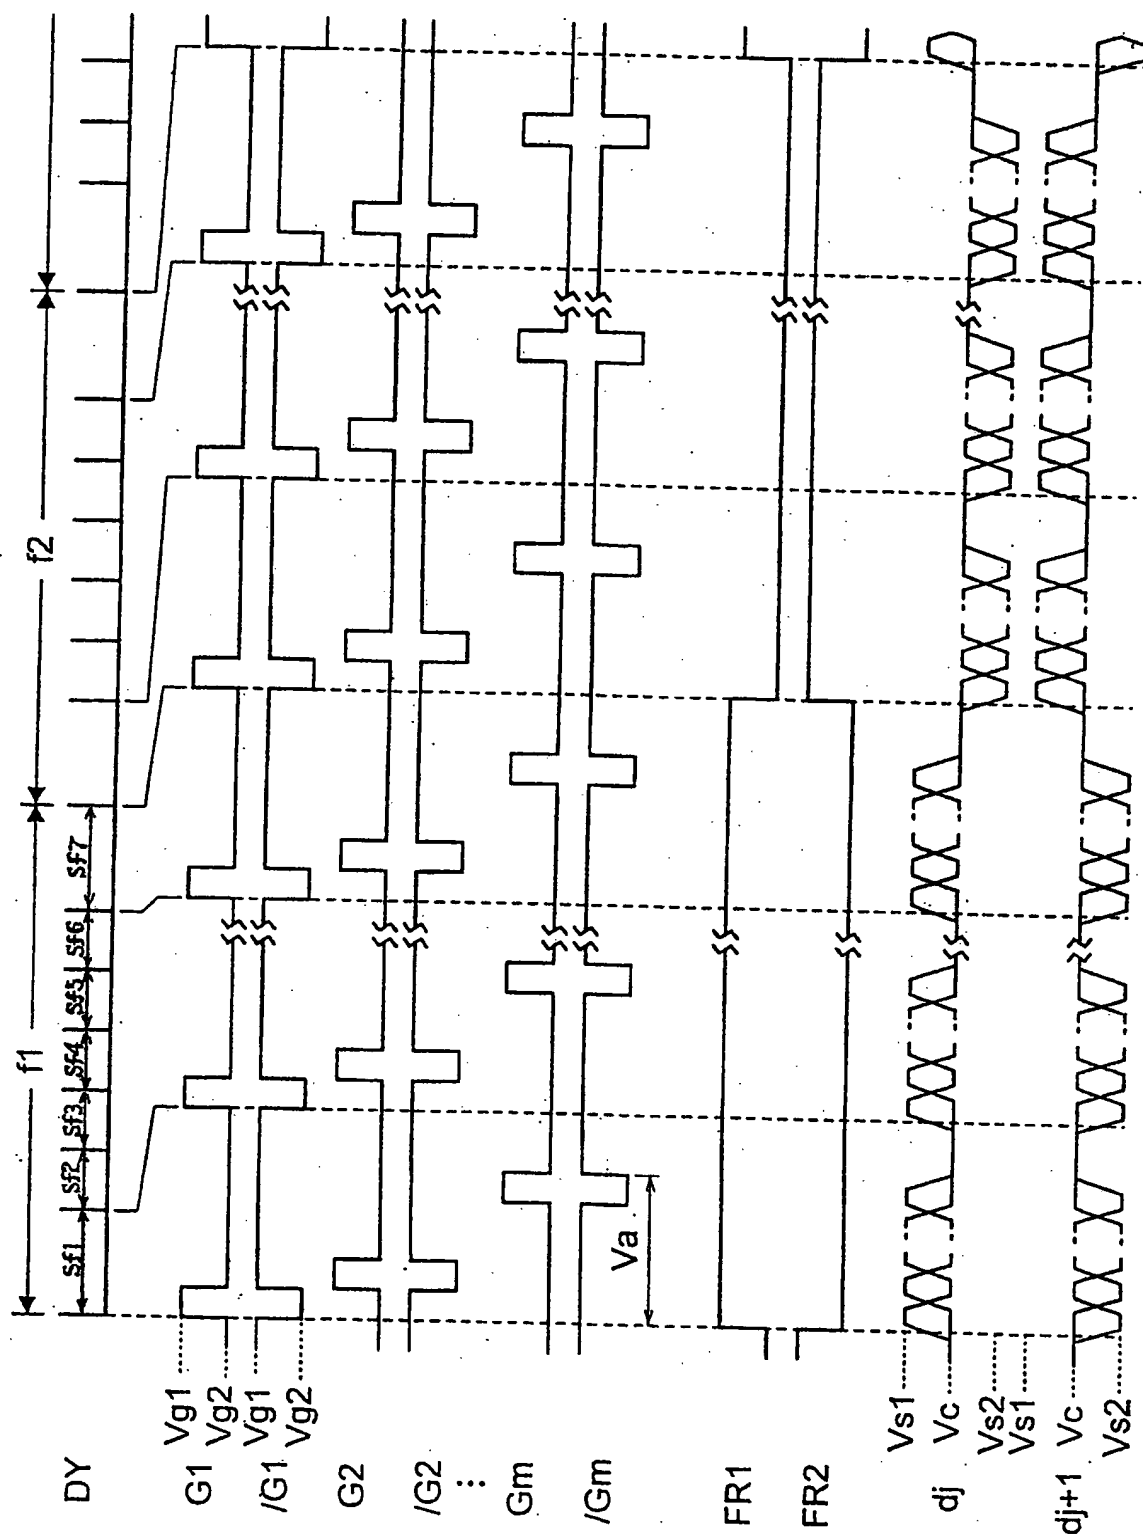 f1 f2
Sf1 Sf2 Sf3 Sf4 Sf5 Sf6 Sf7
DY
Vg1
G1
Vg2
Vg1
/G1
Vg2
G2
/G2
⋮
Gm
/Gm
Va
FR1
FR2
Vs1
dj
Vc
Vs2
Vs1
dj+1
Vc
Vs2